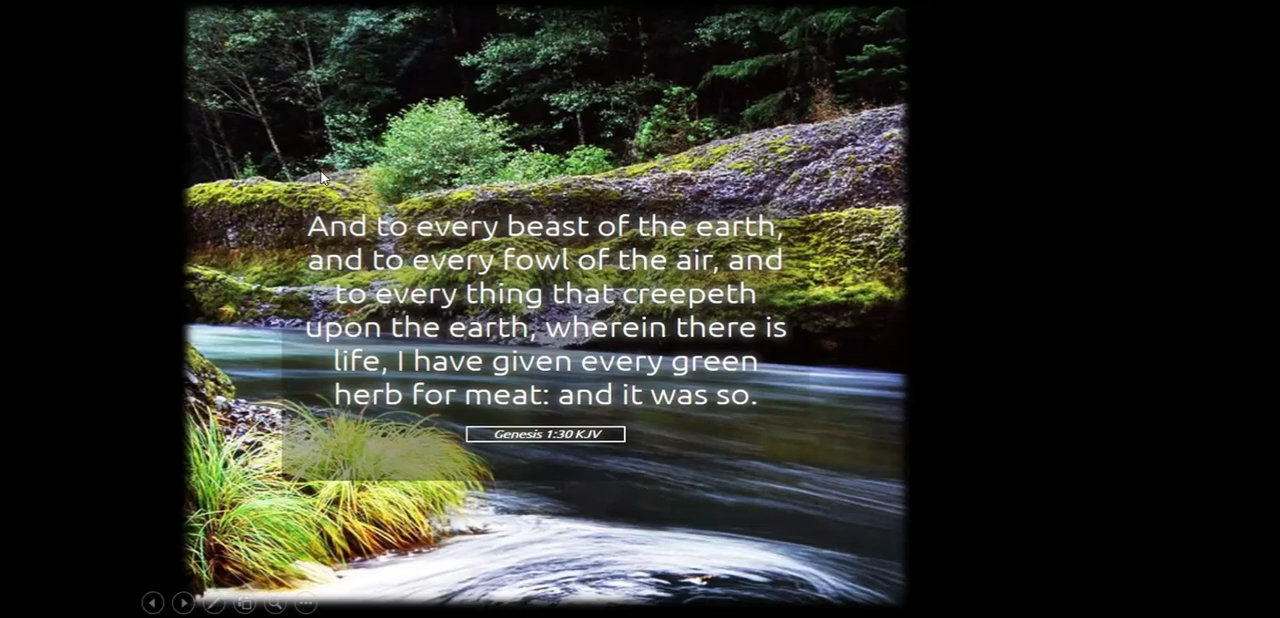 And to every beast of the earth,
and to every fowl of the air, and
to every thing that creepeth
upon the earth, wherein there is
life, I have given every green
herb for meat: and it was so.
Genesis 1:30 KJV